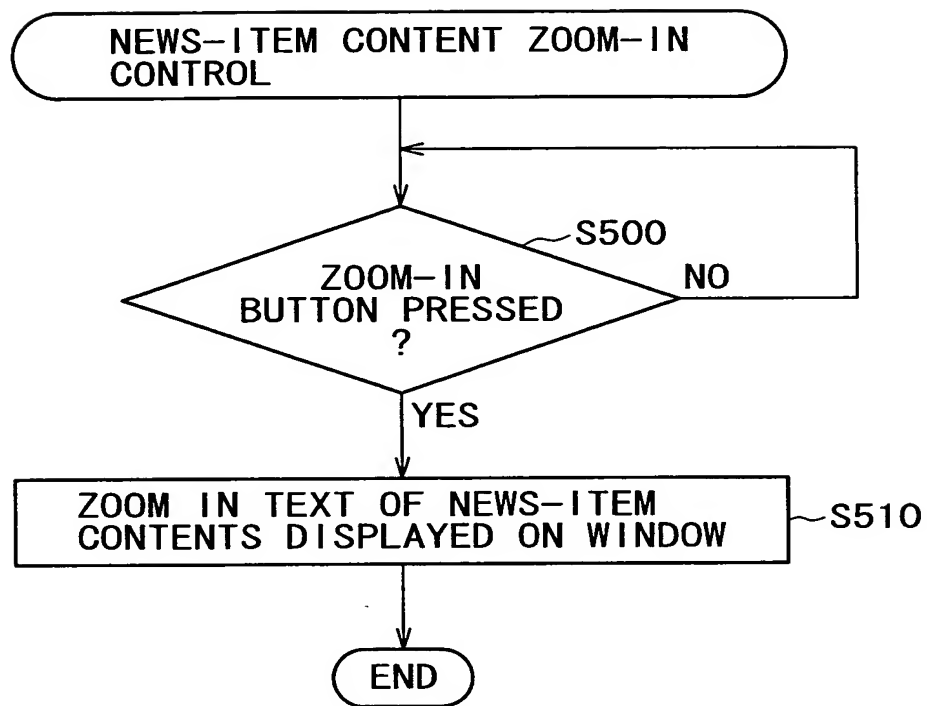 NEWS-ITEM CONTENT ZOOM-IN
CONTROL
S500
ZOOM-IN
BUTTON PRESSED
?
NO
YES
ZOOM IN TEXT OF NEWS-ITEM
CONTENTS DISPLAYED ON WINDOW
S510
END